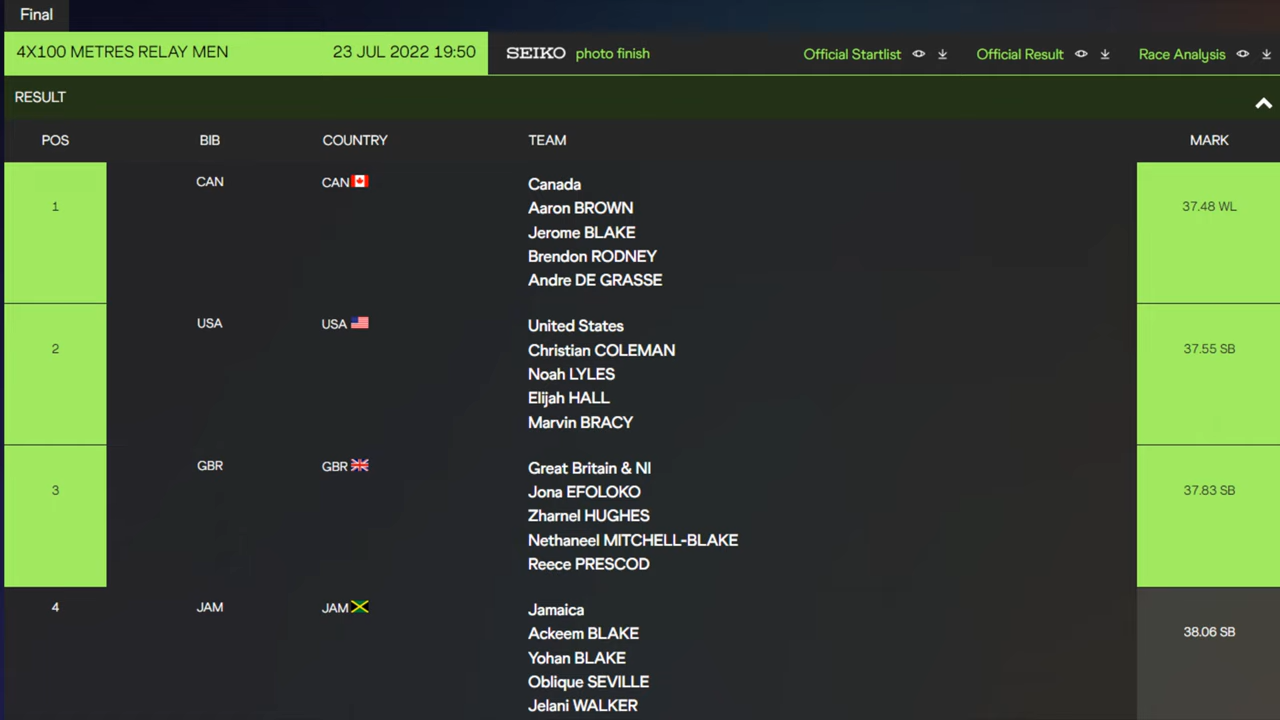 Final
4X100 METRES RELAY MEN 23 JUL 2022 19:50 SEIKO photo finish Official Startlist Official Result Race Analysis
RESULT
POS BIB COUNTRY TEAM MARK
1 CAN CAN Canada 37.48 WL
Aaron BROWN
Jerome BLAKE
Brendon RODNEY
Andre DE GRASSE
2 USA USA United States 37.55 SB
Christian COLEMAN
Noah LYLES
Elijah HALL
Marvin BRACY
3 GBR GBR Great Britain & NI 37.83 SB
Jona EFOLOKO
Zharnel HUGHES
Nethaneel MITCHELL-BLAKE
Reece PRESCOD
4 JAM JAM Jamaica 38.06 SB
Ackeem BLAKE
Yohan BLAKE
Oblique SEVILLE
Jelani WALKER